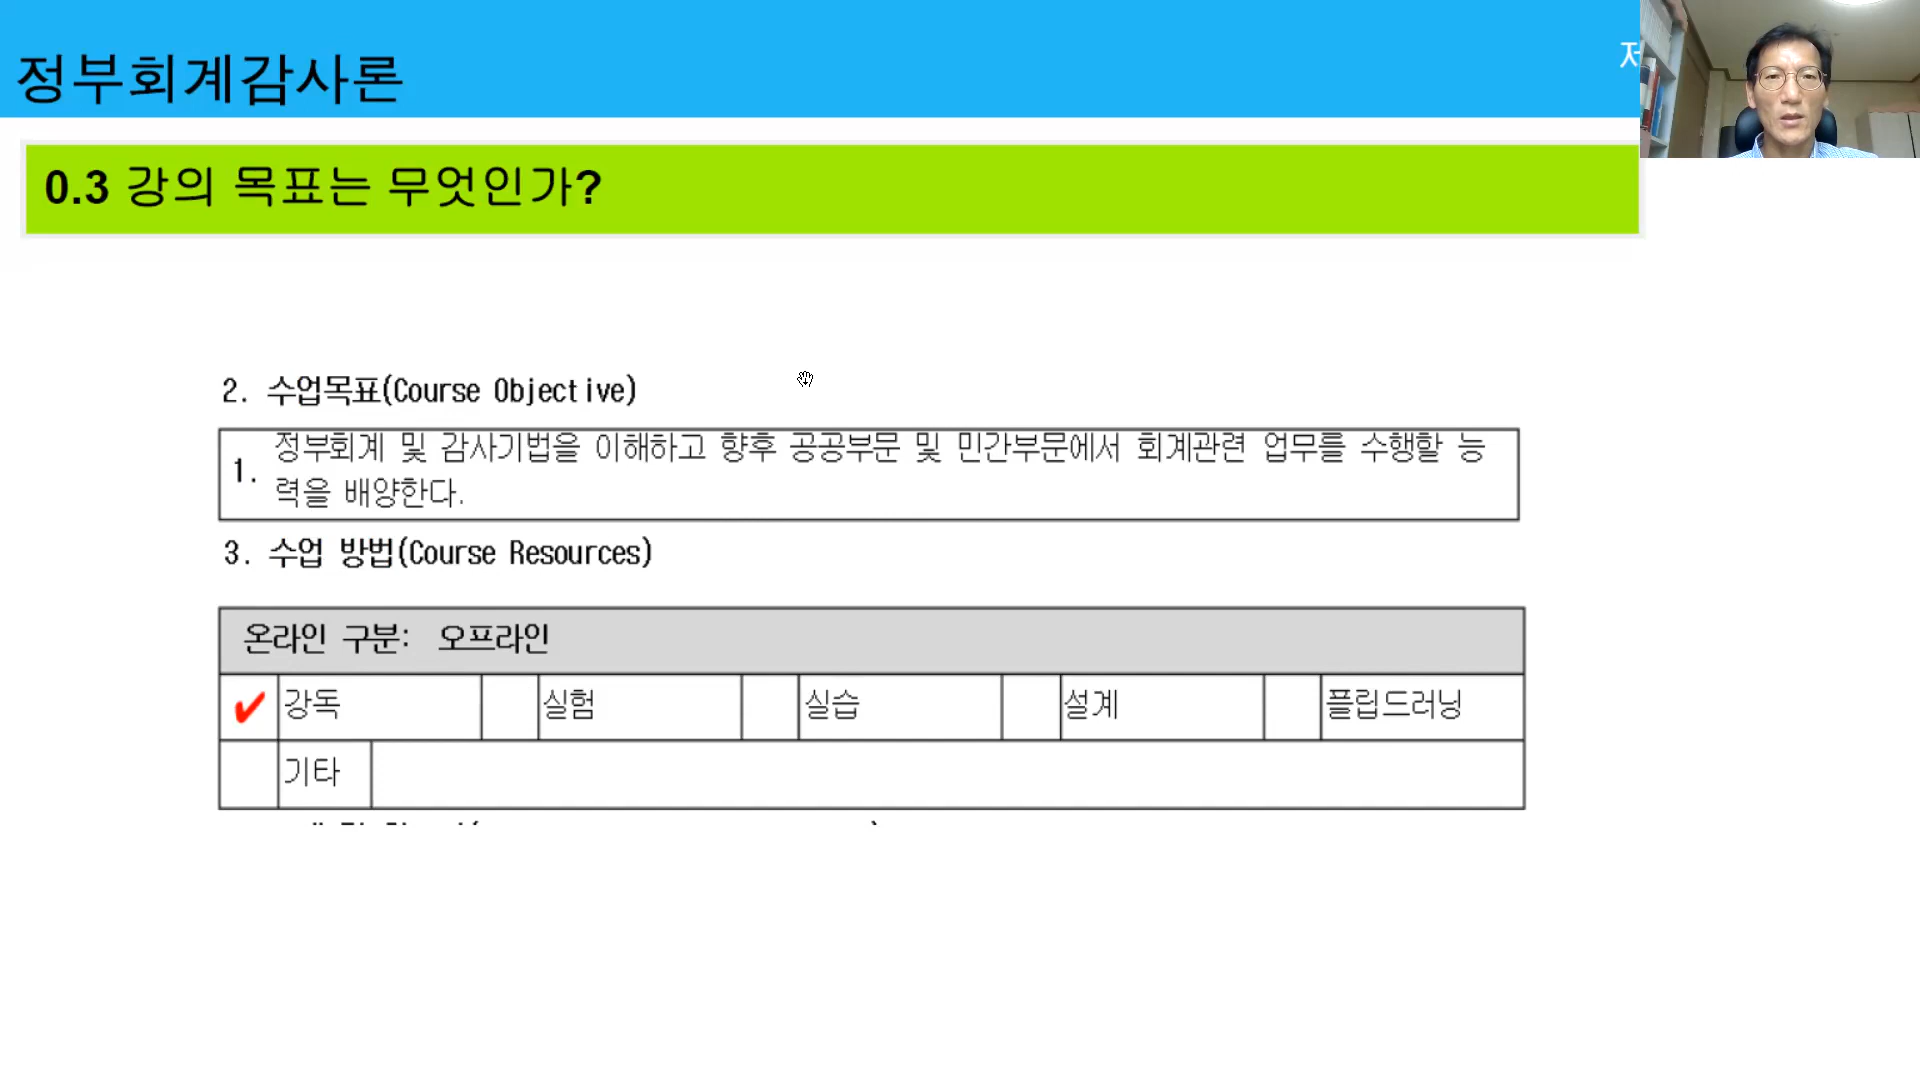 정부회계감사론
0.3 강의 목표는 무엇인가?
2. 수업목표(Course Objective)
1. 정부회계 및 감사기법을 이해하고 향후 공공부문 및 민간부문에서 회계관련 업무를 수행할 능
력을 배양한다.
3. 수업 방법(Course Resources)
온라인 구분: 오프라인
✔ 강독 실험 실습 설계 플립드러닝
기타